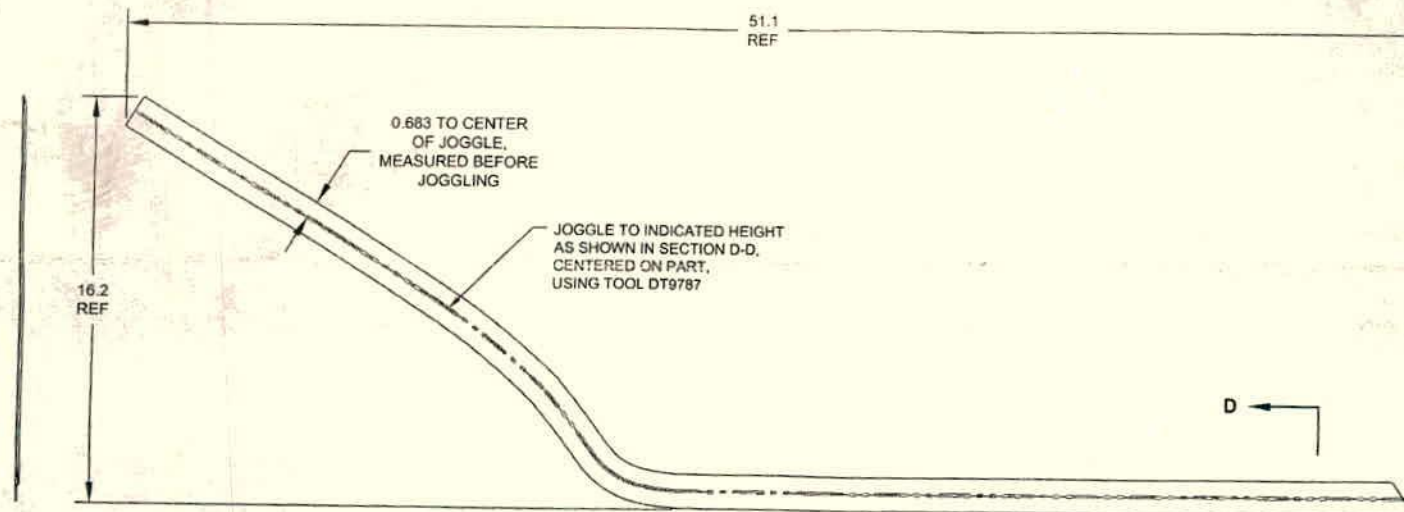 51.1
REF
0.683 TO CENTER
OF JOGGLE,
MEASURED BEFORE
JOGGLING
JOGGLE TO INDICATED HEIGHT
AS SHOWN IN SECTION D-D,
CENTERED ON PART,
USING TOOL DT9787
16.2
REF
D